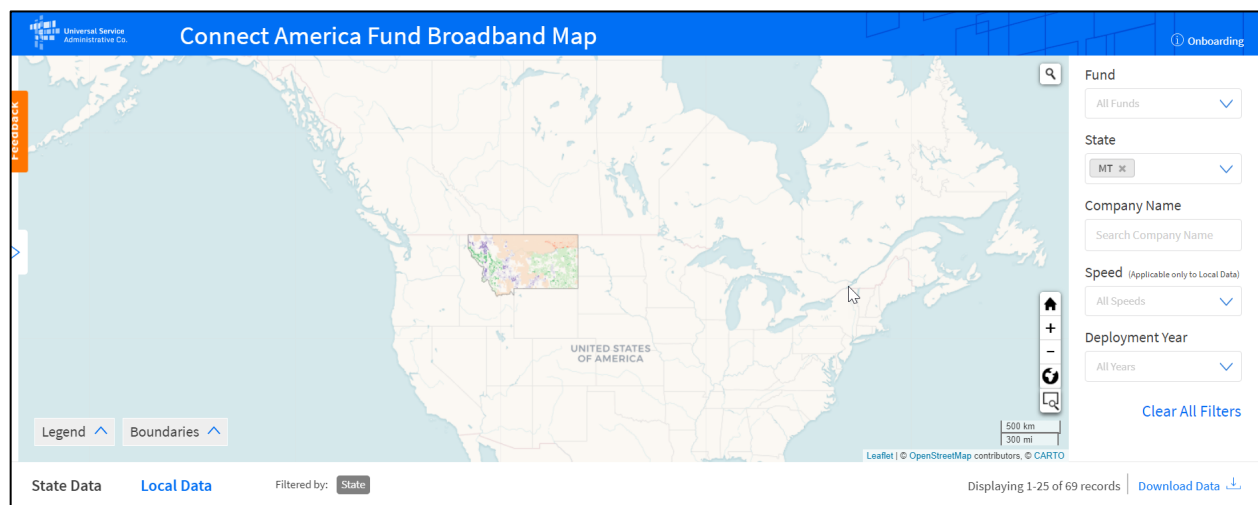 Universal Service
Administrative Co.
Connect America Fund Broadband Map
Onboarding
Feedback
UNITED STATES
OF AMERICA
500 km
300 mi
Leaflet | © OpenStreetMap contributors, © CARTO
Legend
Boundaries
Fund
All Funds
State
MT ×
Company Name
Search Company Name
Speed (Applicable only to Local Data)
All Speeds
Deployment Year
All Years
Clear All Filters
State Data Local Data Filtered by: State Displaying 1-25 of 69 records | Download Data